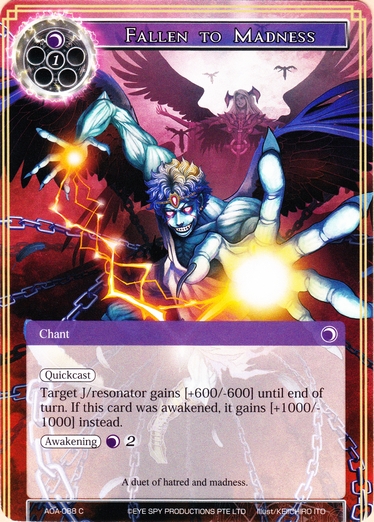 Fallen to Madness
1
Chant
Quickcast
Target J/resonator gains [+600/-600] until end of
turn. If this card was awakened, it gains [+1000/-
1000] instead.
Awakening 2
A duet of hatred and madness.
AOA-088 C ©EYE SPY PRODUCTIONS PTE LTD Illust/KEIICHIRO ITO